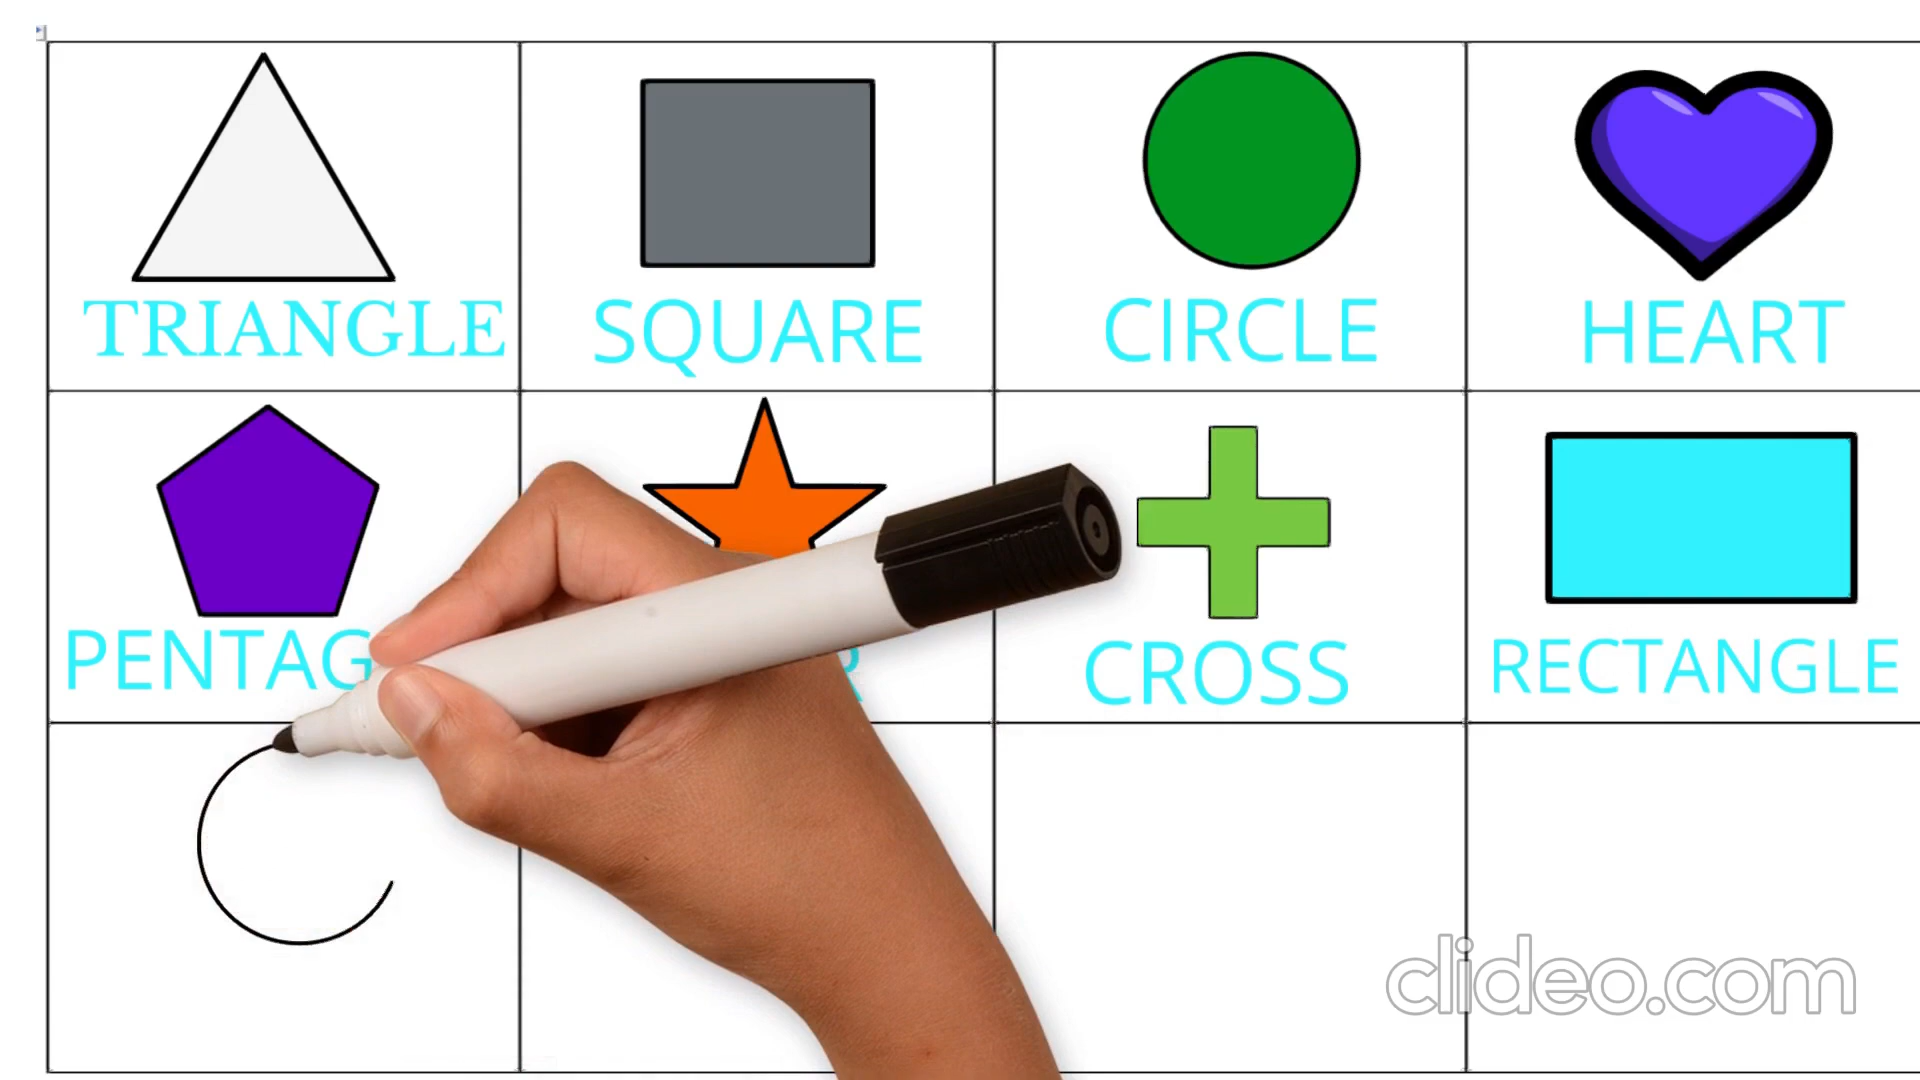 TRIANGLE
SQUARE
CIRCLE
HEART
PENTAG
R
CROSS
RECTANGLE
clideo.com